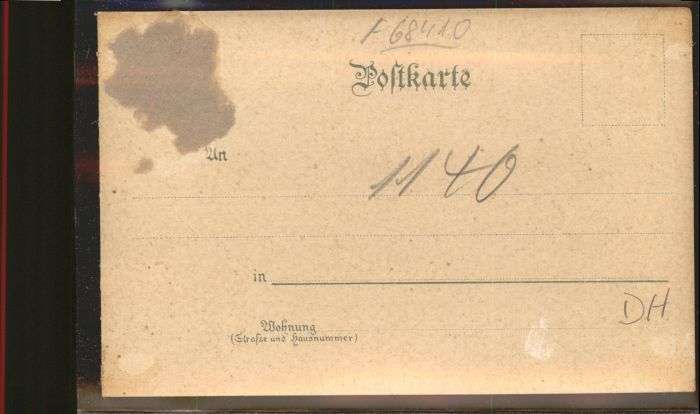 F 68410
Postkarte
An
1140
in
DH
Wohnung
(Straße und Hausnummer)